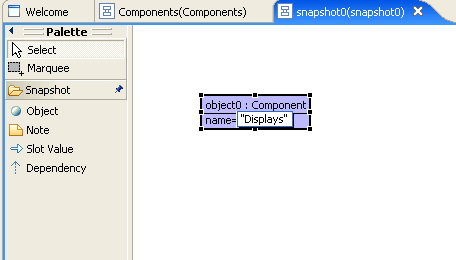 Welcome
Components(Components)
snapshot0(snapshot0)
Palette
Select
Marquee
Snapshot
Object
Note
Slot Value
Dependency
object0 : Component
name= "Displays"